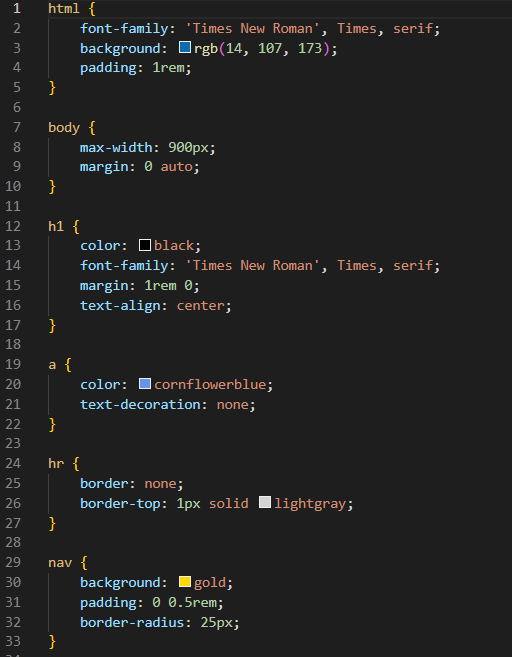 1 html {
2     font-family: 'Times New Roman', Times, serif;
3     background: rgb(14, 107, 173);
4     padding: 1rem;
5 }
6
7 body {
8     max-width: 900px;
9     margin: 0 auto;
10 }
11
12 h1 {
13     color: black;
14     font-family: 'Times New Roman', Times, serif;
15     margin: 1rem 0;
16     text-align: center;
17 }
18
19 a {
20     color: cornflowerblue;
21     text-decoration: none;
22 }
23
24 hr {
25     border: none;
26     border-top: 1px solid lightgray;
27 }
28
29 nav {
30     background: gold;
31     padding: 0 0.5rem;
32     border-radius: 25px;
33 }